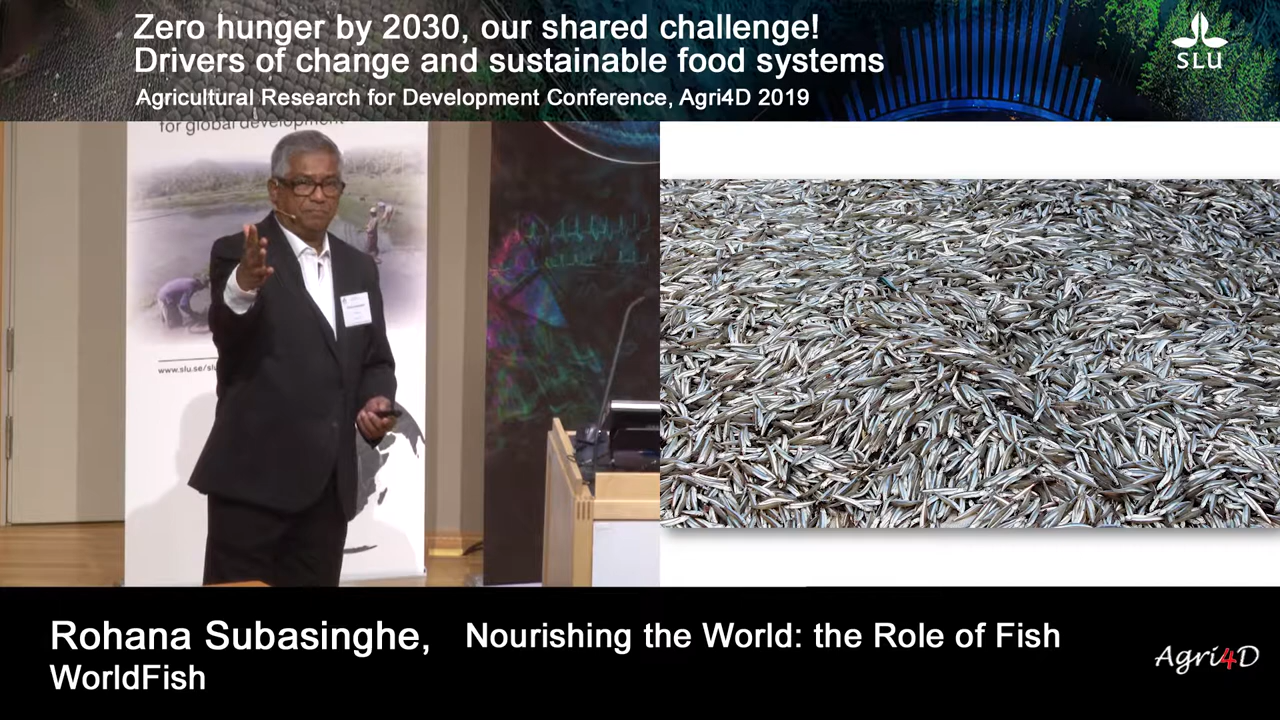 Zero hunger by 2030, our shared challenge!
Drivers of change and sustainable food systems
Agricultural Research for Development Conference, Agri4D 2019
SLU
for global development
www.slu.se/slu
Rohana Subasinghe,
WorldFish
Nourishing the World: the Role of Fish
Agri4D